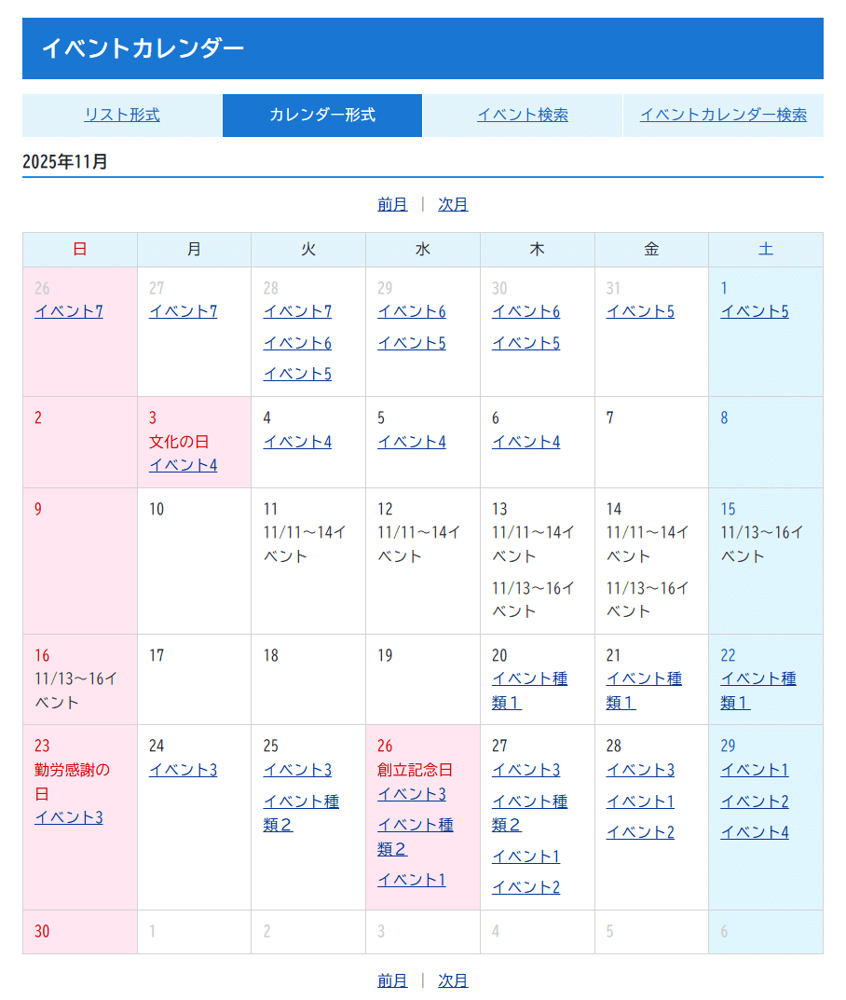 イベントカレンダー
リスト形式 カレンダー形式 イベント検索 イベントカレンダー検索
2025年11月
前月 | 次月
日 月 火 水 木 金 土
26
イベント7
27
イベント7
28
イベント7
イベント6
イベント5
29
イベント6
イベント5
30
イベント6
イベント5
31
イベント5
1
イベント5
2
3
文化の日
イベント4
4
イベント4
5
イベント4
6
イベント4
7
8
9
10
11
11/11～14イ
ベント
12
11/11～14イ
ベント
13
11/11～14イ
ベント
11/13～16イ
ベント
14
11/11～14イ
ベント
11/13～16イ
ベント
15
11/13～16イ
ベント
16
11/13～16イ
ベント
17
18
19
20
イベント種
類１
21
イベント種
類１
22
イベント種
類１
23
勤労感謝の
日
イベント3
24
イベント3
25
イベント3
イベント種
類２
26
創立記念日
イベント3
イベント種
類２
イベント1
27
イベント3
イベント種
類２
イベント1
イベント2
28
イベント3
イベント1
イベント2
29
イベント1
イベント2
イベント4
30
1
2
3
4
5
6
前月 | 次月